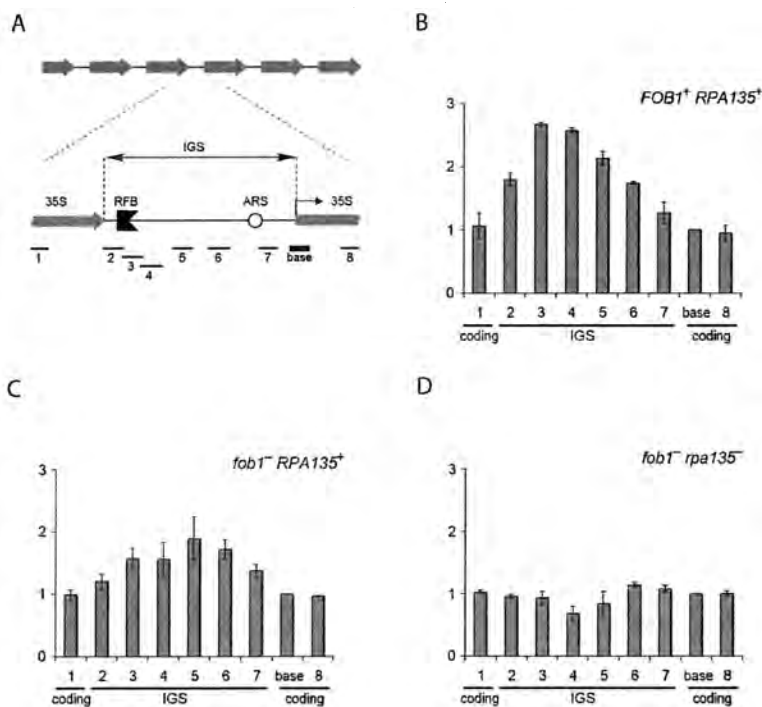 A
IGS
35S
RFB
ARS
35S
1
2
3
4
5
6
7
base
8
B
FOB1⁺ RPA135⁺
3
2
1
0
1 2 3 4 5 6 7 base 8
coding IGS coding
C
fob1⁻ RPA135⁺
3
2
1
0
1 2 3 4 5 6 7 base 8
coding IGS coding
D
fob1⁻ rpa135⁻
3
2
1
0
1 2 3 4 5 6 7 base 8
coding IGS coding